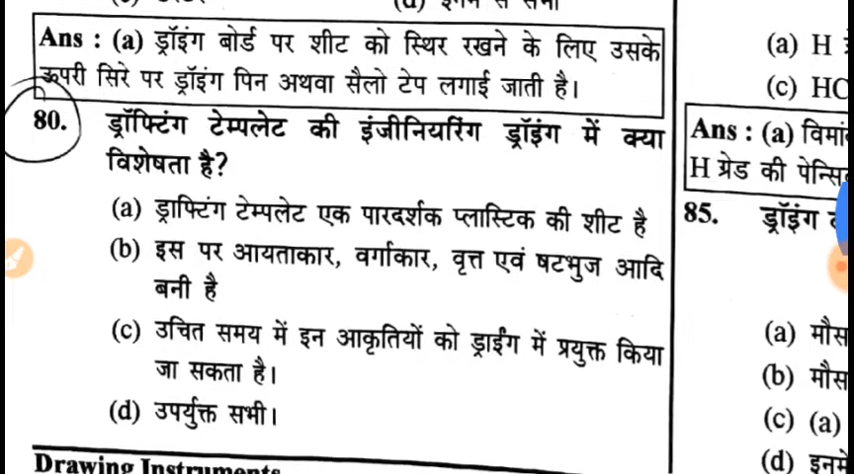 Ans : (a) ड्रॉइंग बोर्ड पर शीट को स्थिर रखने के लिए उसके
ऊपरी सिरे पर ड्रॉइंग पिन अथवा सैलो टेप लगाई जाती है।
80. ड्रॉफ्टिंग टेम्पलेट की इंजीनियरिंग ड्रॉइंग में क्या
विशेषता है?
(a) ड्राफ्टिंग टेम्पलेट एक पारदर्शक प्लास्टिक की शीट है
(b) इस पर आयताकार, वर्गाकार, वृत्त एवं षटभुज आदि
बनी है
(c) उचित समय में इन आकृतियों को ड्राईंग में प्रयुक्त किया
जा सकता है।
(d) उपर्युक्त सभी।
Drawing Instruments
(a) H
(c) HC
Ans : (a)
H ग्रेड की
85. ड्रॉइंग
(a)
(b)
(c) (a)
(d)